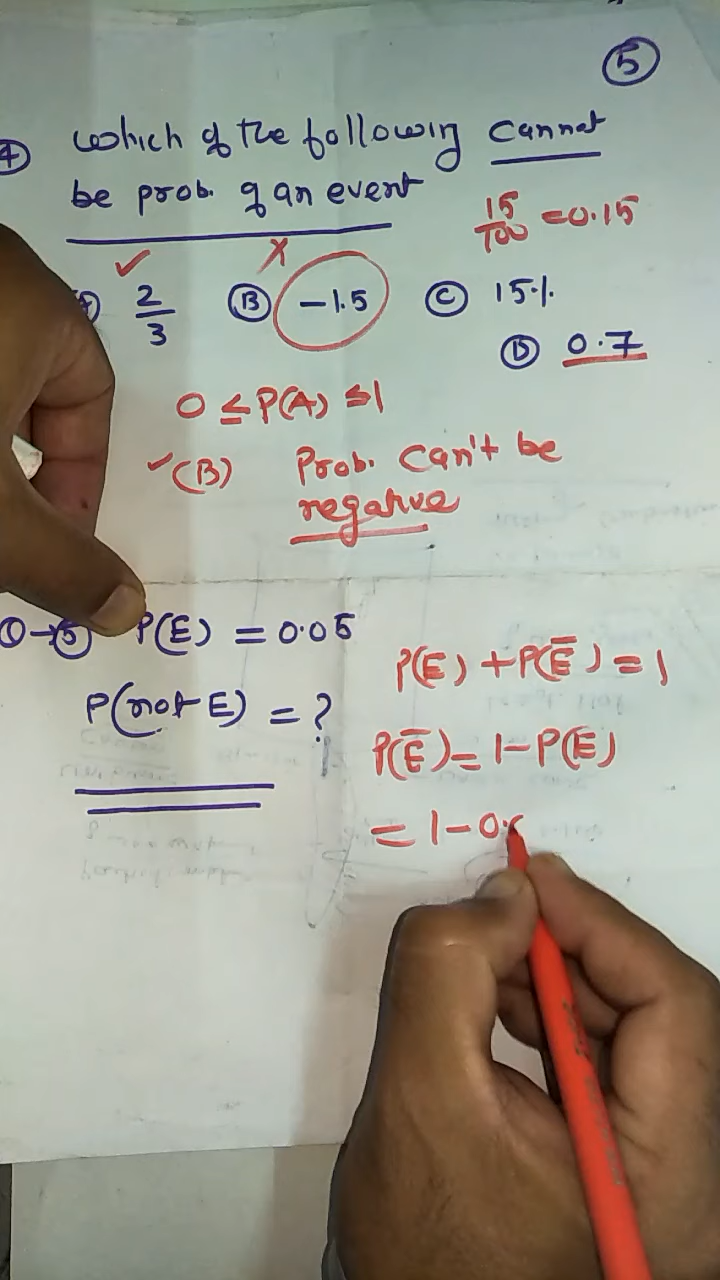 5
4 Which of the following cannot
be prob. of an event
15/100 = 0.15
2/3 B -1.5 C 15%
D 0.7
0 ≤ P(A) ≤ 1
(B) Prob. can't be
negative
Q → 5 P(E) = 0.05
P(not E) = ?
P(E) + P(Ē) = 1
P(Ē) = 1 - P(E)
= 1 - 0.